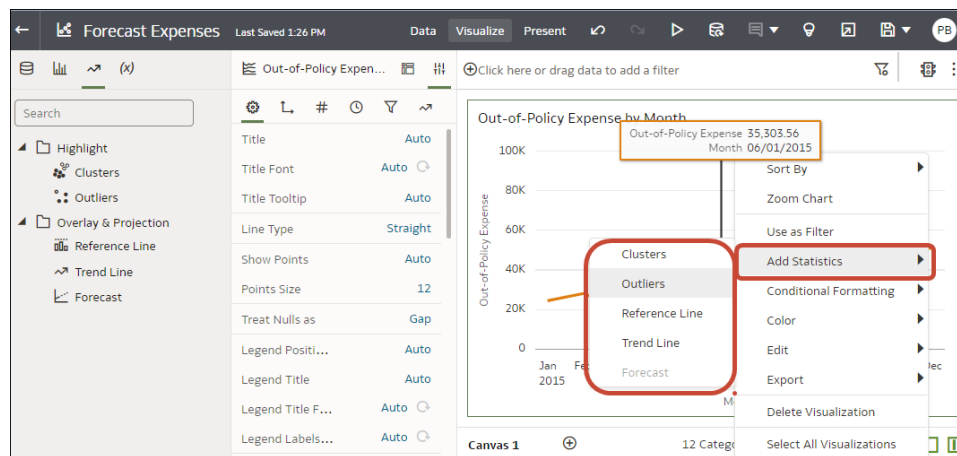 Forecast Expenses Last Saved 1:26 PM Data Visualize Present PB
(x)
Search
Highlight
Clusters
Outliers
Overlay & Projection
Reference Line
Trend Line
Forecast
Out-of-Policy Expen...
#
Title Auto
Title Font Auto
Title Tooltip Auto
Line Type Straight
Show Points Auto
Points Size 12
Treat Nulls as Gap
Legend Positi... Auto
Legend Title Auto
Legend Title F... Auto
Legend Labels... Auto
Click here or drag data to add a filter
Out-of-Policy Expense by Month
Out-of-Policy Expense 35,303.56
Month 06/01/2015
100K
80K
60K
40K
20K
0
Out-of-Policy Expense
Jan
2015
Clusters
Outliers
Reference Line
Trend Line
Forecast
Sort By
Zoom Chart
Use as Filter
Add Statistics
Conditional Formatting
Color
Edit
Export
Delete Visualization
Select All Visualizations
Canvas 1